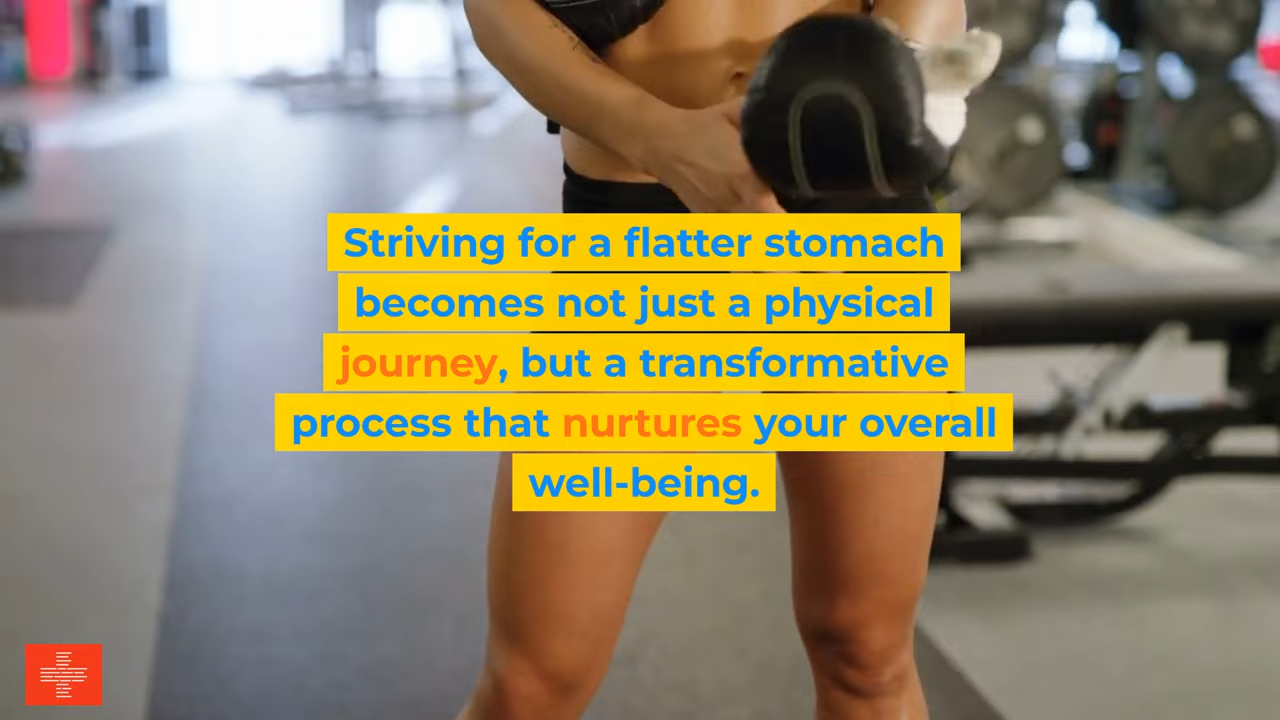 Striving for a flatter stomach
becomes not just a physical
journey, but a transformative
process that nurtures your overall
well-being.